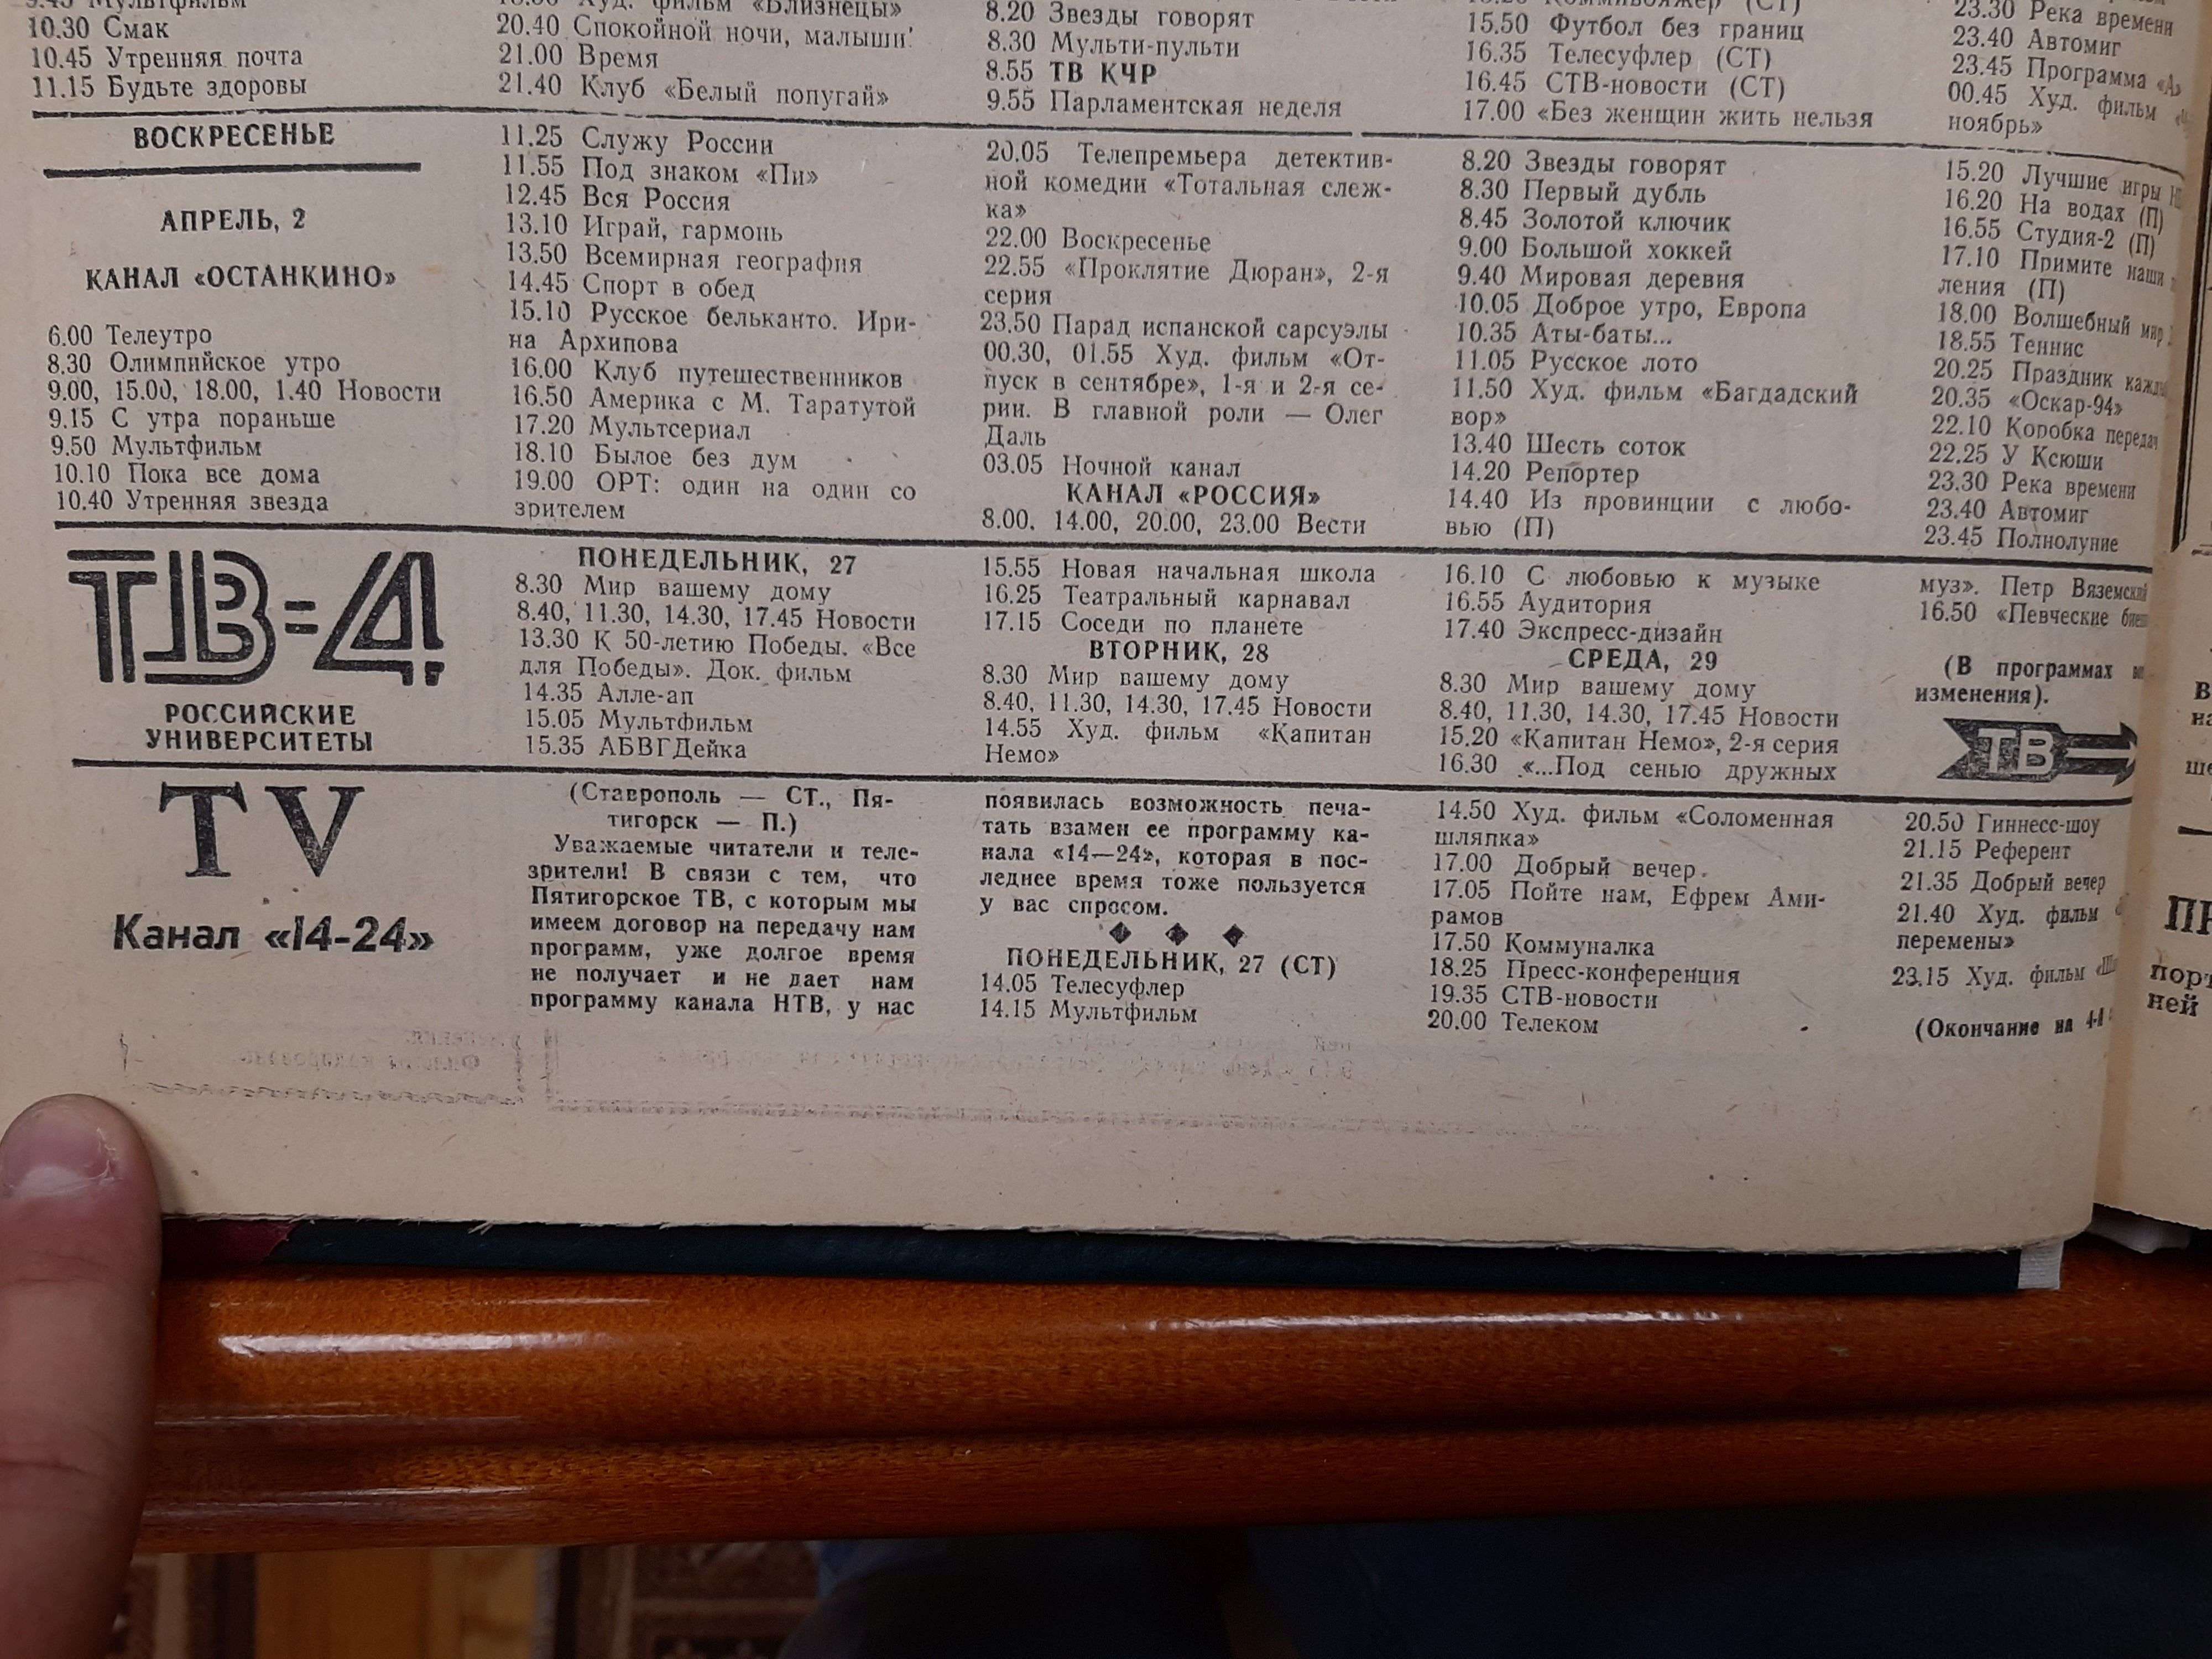 10.30 Смак
10.45 Утренняя почта
11.15 Будьте здоровы
20.40 Спокойной ночи, малыши!
21.00 Время
21.40 Клуб «Белый попугай»
8.20 Звезды говорят
8.30 Мульти-пульти
8.55 ТВ КЧР
9.55 Парламентская неделя
15.50 Футбол без границ
16.35 Телесуфлер (СТ)
16.45 СТВ-новости (СТ)
17.00 «Без женщин жить нельзя
23.30 Река времени
23.40 Автомиг
23.45 Программа «А»
00.45 Худ. фильм
ноябрь»
ВОСКРЕСЕНЬЕ
АПРЕЛЬ, 2
КАНАЛ «ОСТАНКИНО»
6.00 Телеутро
8.30 Олимпийское утро
9.00, 15.00, 18.00, 1.40 Новости
9.15 С утра пораньше
9.50 Мультфильм
10.10 Пока все дома
10.40 Утренняя звезда
11.25 Служу России
11.55 Под знаком «Пи»
12.45 Вся Россия
13.10 Играй, гармонь
13.50 Всемирная география
14.45 Спорт в обед
15.10 Русское бельканто. Ири-
на Архипова
16.00 Клуб путешественников
16.50 Америка с М. Таратутой
17.20 Мультсериал
18.10 Былое без дум
19.00 ОРТ: один на один со
зрителем
20.05 Телепремьера детектив-
ной комедии «Тотальная слеж-
ка»
22.00 Воскресенье
22.55 «Проклятие Дюран», 2-я
серия
23.50 Парад испанской сарсуэлы
00.30, 01.55 Худ. фильм «От-
пуск в сентябре», 1-я и 2-я се-
рии. В главной роли — Олег
Даль
03.05 Ночной канал
КАНАЛ «РОССИЯ»
8.00, 14.00, 20.00, 23.00 Вести
8.20 Звезды говорят
8.30 Первый дубль
8.45 Золотой ключик
9.00 Большой хоккей
9.40 Мировая деревня
10.05 Доброе утро, Европа
10.35 Аты-баты...
11.05 Русское лото
11.50 Худ. фильм «Багдадский
вор»
13.40 Шесть соток
14.20 Репортер
14.40 Из провинции с любо-
вью (П)
15.20 Лучшие игры
16.20 На водах (П)
16.55 Студия-2 (П)
17.10 Примите наши
ления (П)
18.00 Волшебный мир
18.55 Теннис
20.25 Праздник
20.35 «Оскар-94»
22.10 Коробка передач
22.25 У Ксюши
23.30 Река времени
23.40 Автомиг
23.45 Полнолуние
ТВ=4
РОССИЙСКИЕ
УНИВЕРСИТЕТЫ
ПОНЕДЕЛЬНИК, 27
8.30 Мир вашему дому
8.40, 11.30, 14.30, 17.45 Новости
13.30 К 50-летию Победы. «Все
для Победы». Док. фильм
14.35 Алле-ап
15.05 Мультфильм
15.35 АБВГДейка
15.55 Новая начальная школа
16.25 Театральный карнавал
17.15 Соседи по планете
ВТОРНИК, 28
8.30 Мир вашему дому
8.40, 11.30, 14.30, 17.45 Новости
14.55 Худ. фильм «Капитан
Немо»
16.10 С любовью к музыке
16.55 Аудитория
17.40 Экспресс-дизайн
СРЕДА, 29
8.30 Мир вашему дому
8.40, 11.30, 14.30, 17.45 Новости
15.20 «Капитан Немо», 2-я серия
16.30 «...Под сенью дружных
муз». Петр Вяземский
16.50 «Певческие
(В программах
изменения).
ТВ
TV
Канал «14-24»
(Ставрополь — СТ., Пя-
тигорск — П.)
Уважаемые читатели и теле-
зрители! В связи с тем, что
Пятигорское ТВ, с которым мы
имеем договор на передачу нам
программ, уже долгое время
не получает и не дает нам
программу канала НТВ, у нас
появилась возможность печа-
тать взамен ее программу ка-
нала «14—24», которая в пос-
леднее время тоже пользуется
у вас спросом.
ПОНЕДЕЛЬНИК, 27 (СТ)
14.05 Телесуфлер
14.15 Мультфильм
14.50 Худ. фильм «Соломенная
шляпка»
17.00 Добрый вечер.
17.05 Пойте нам, Ефрем Ами-
рамов
17.50 Коммуналка
18.25 Пресс-конференция
19.35 СТВ-новости
20.00 Телеком
20.50 Гиннесс-шоу
21.15 Референт
21.35 Добрый вечер
21.40 Худ. фильм
перемены»
23.15 Худ. фильм
(Окончание на 4-й